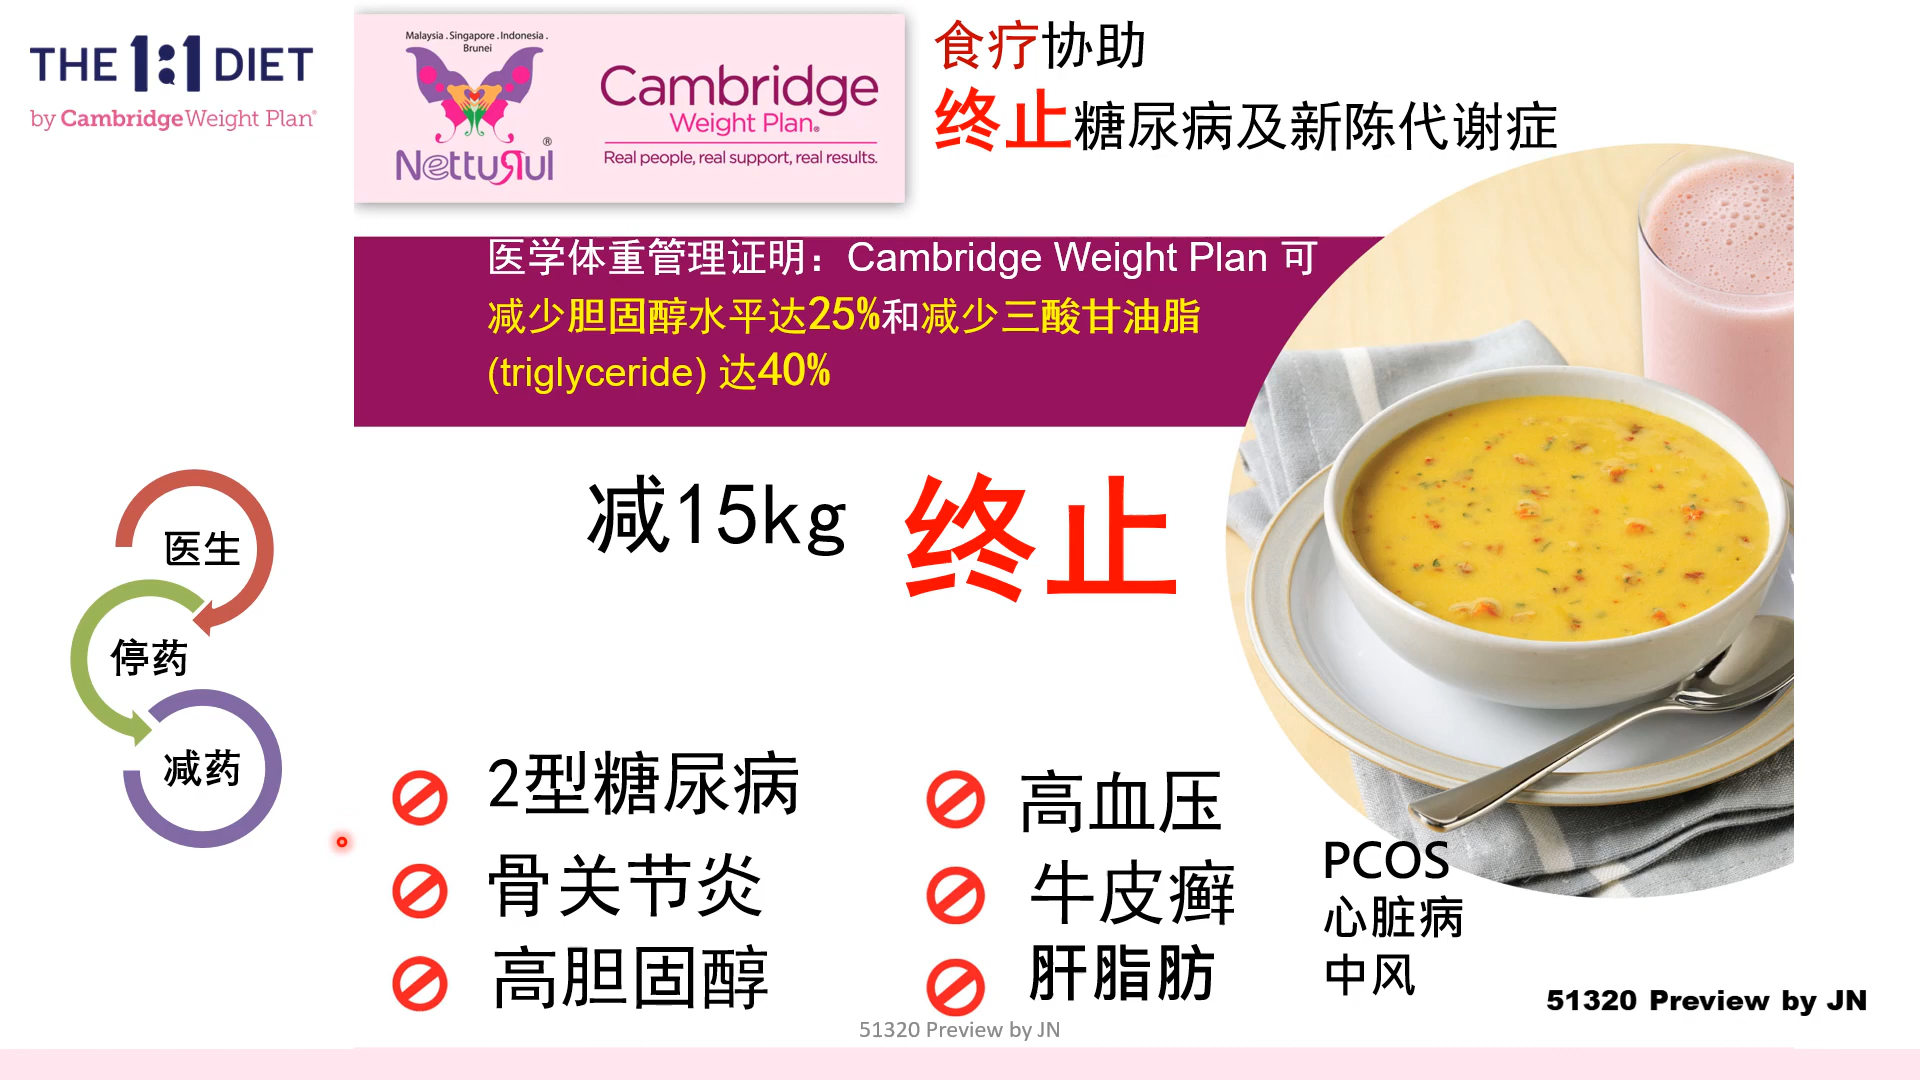 THE 1:1 DIET
by Cambridge Weight Plan®
Malaysia . Singapore . Indonesia .
Brunei
NettuRul®
Cambridge
Weight Plan®
Real people, real support, real results.
食疗协助
终止糖尿病及新陈代谢症
医学体重管理证明：Cambridge Weight Plan 可
减少胆固醇水平达25%和减少三酸甘油脂
(triglyceride) 达40%
减15kg 终止
医生
停药
减药
2型糖尿病
骨关节炎
高胆固醇
高血压
牛皮癣
肝脂肪
PCOS
心脏病
中风
51320 Preview by JN
51320 Preview by JN